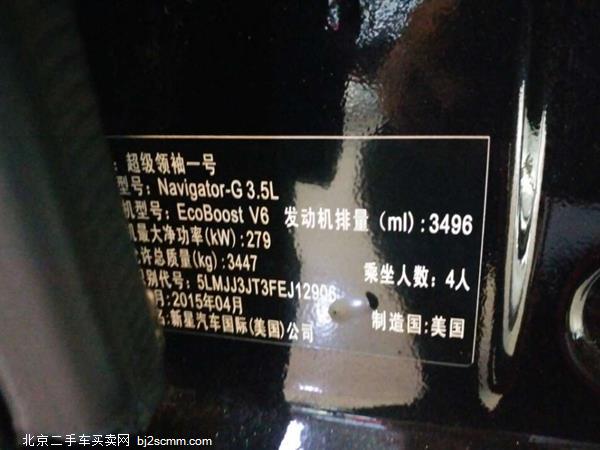 : 超级领袖一号
型号: Navigator-G 3.5L
机型号: EcoBoost V6 发动机排量 (ml): 3496
机最大净功率(kW): 279
允许总质量(kg): 3447
识别代号: 5LMJJ3JT3FEJ12906 乘坐人数: 4人
月: 2015年04月
名: 新星汽车国际(美国)公司 制造国: 美国
北京二手车买卖网 bj2scmm.com